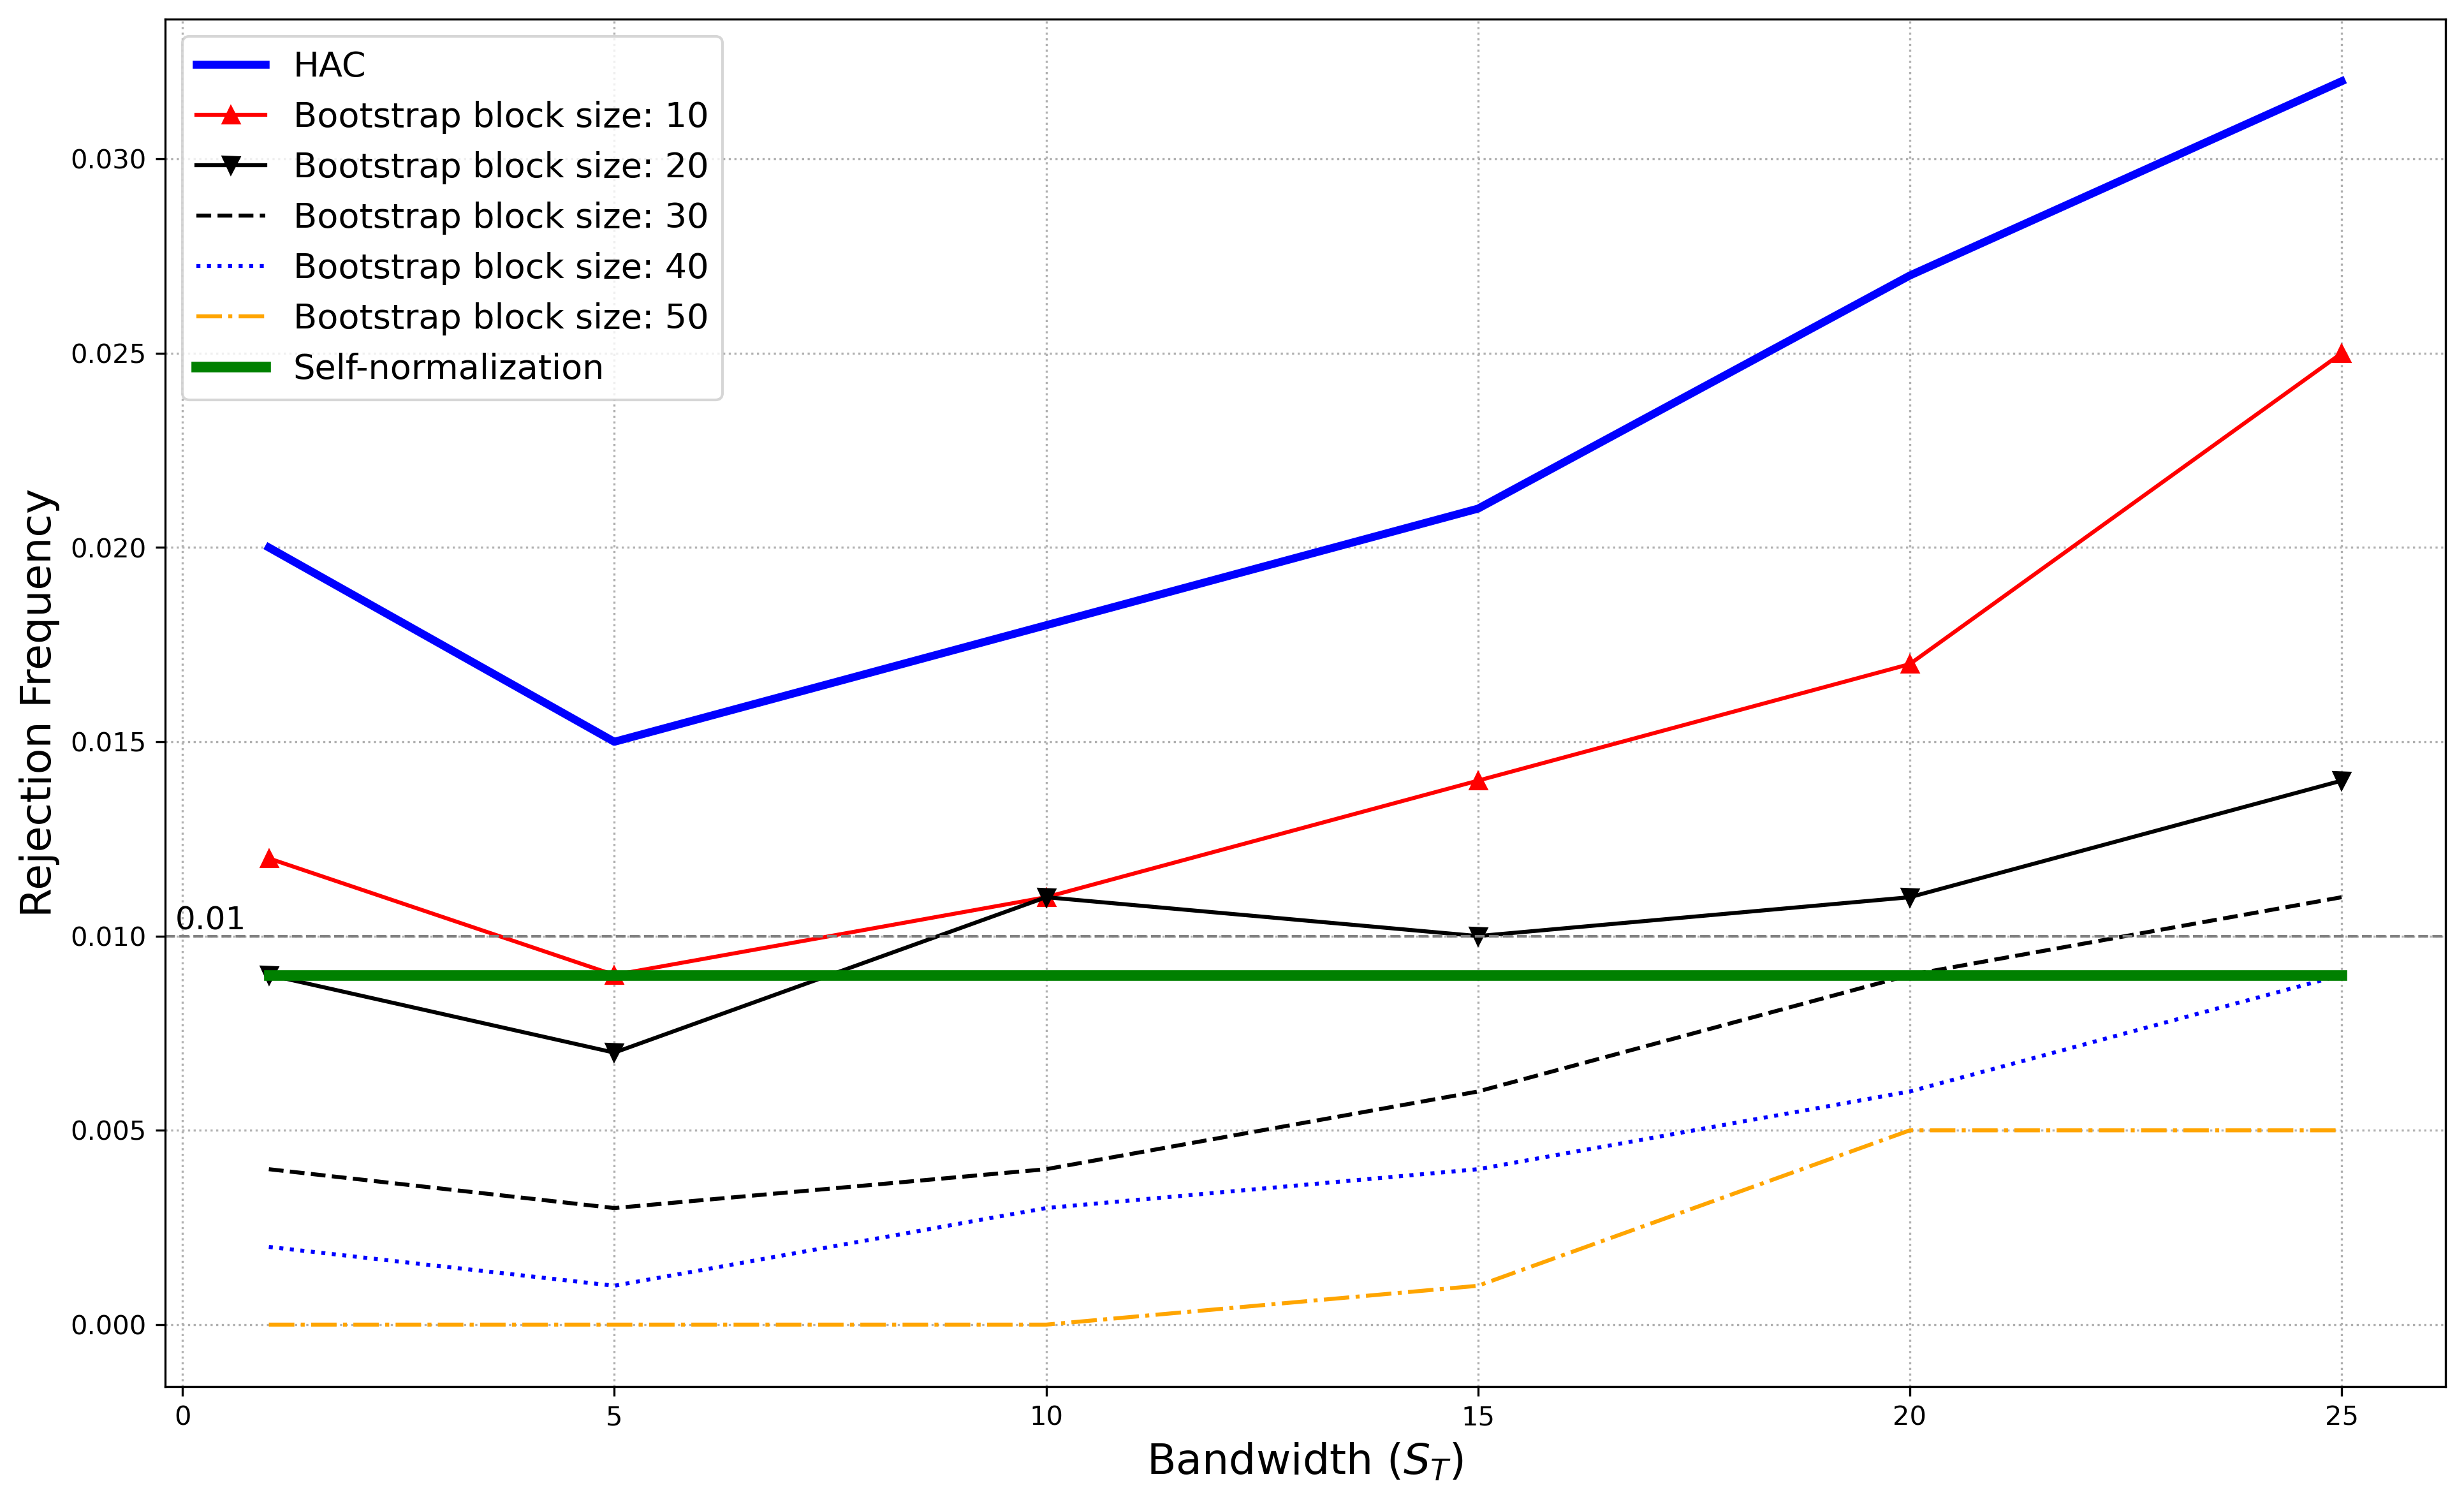 HAC
Bootstrap block size: 10
Bootstrap block size: 20
Bootstrap block size: 30
Bootstrap block size: 40
Bootstrap block size: 50
Self-normalization
0.030
0.025
0.020
0.015
0.010
0.005
0.000
0.01
Rejection Frequency
0 5 10 15 20 25
Bandwidth (S_T)